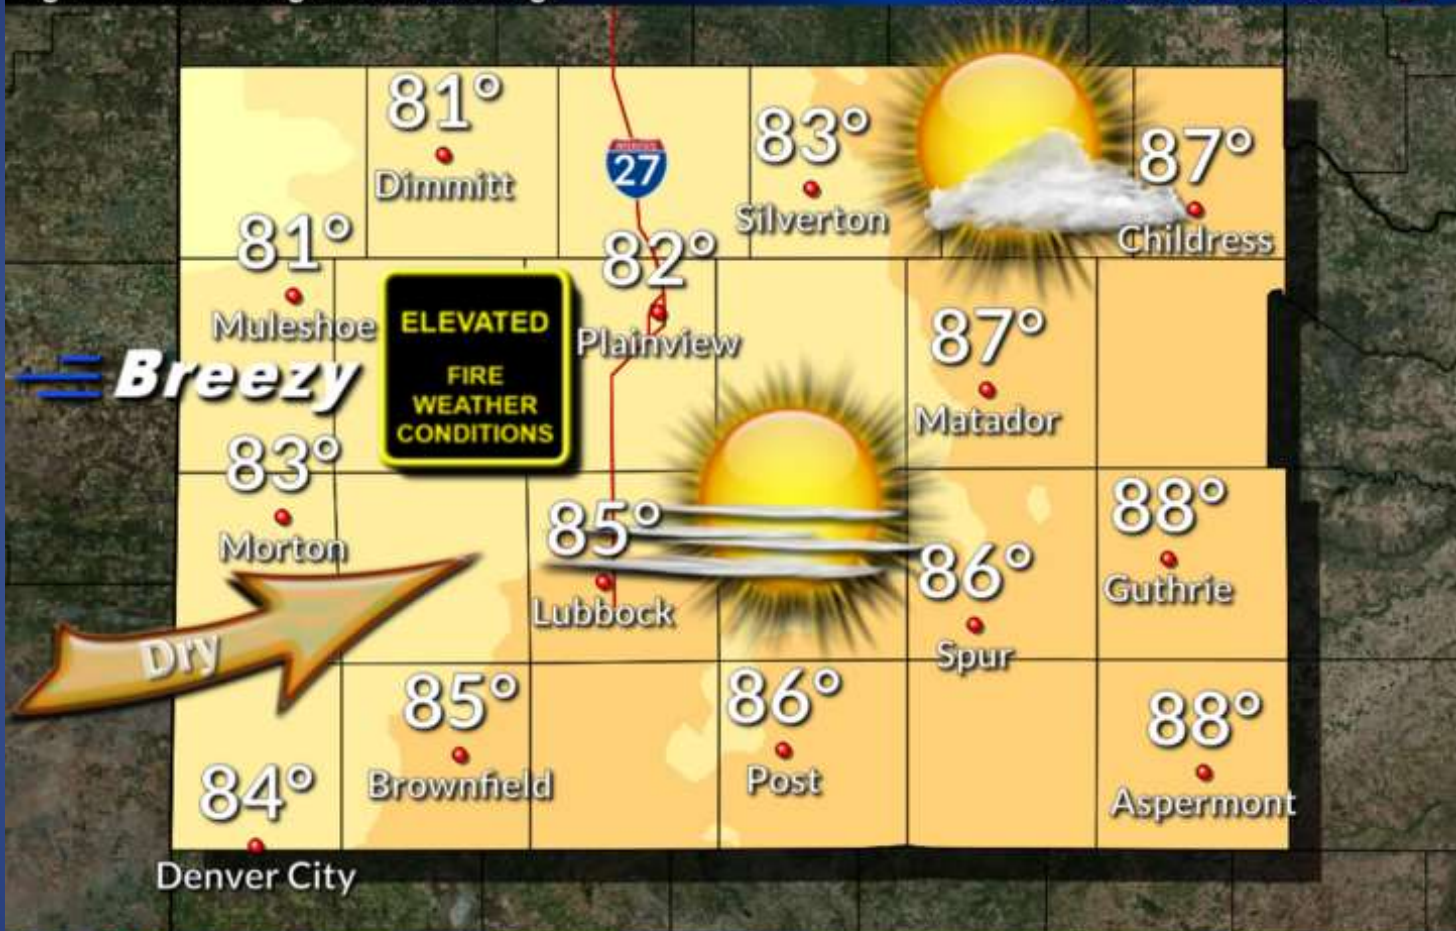 81°
Dimmitt
INTERSTATE
27
83°
Silverton
87°
Childress
81°
Muleshoe
82°
Plainview
ELEVATED
FIRE
WEATHER
CONDITIONS
87°
Matador
Breezy
83°
Morton
85°
Lubbock
86°
Spur
88°
Guthrie
Dry
85°
Brownfield
86°
Post
88°
Aspermont
84°
Denver City